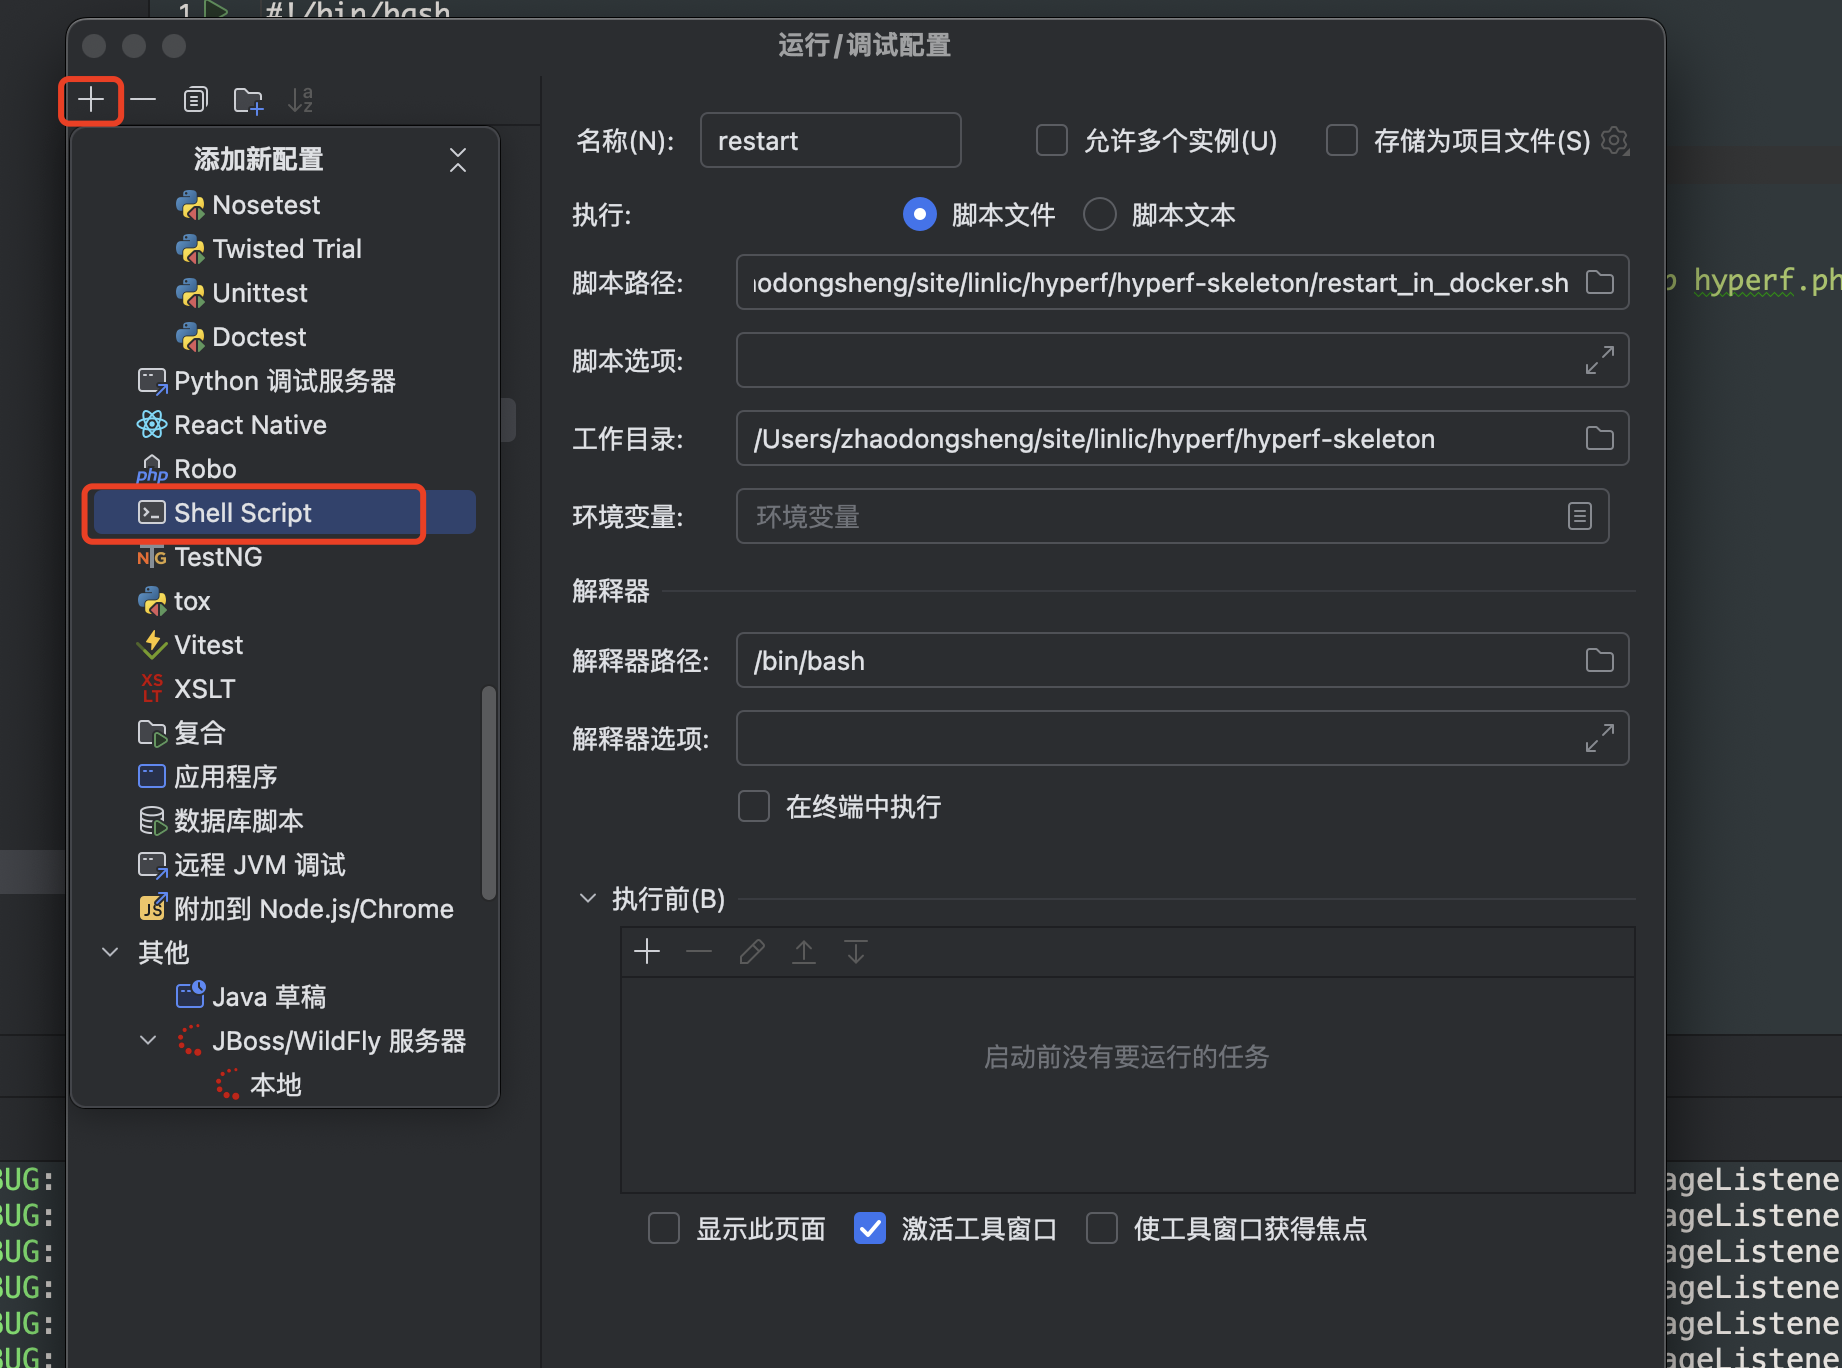 1 #!/bin/bash
运行/调试配置
添加新配置
Nosetest
Twisted Trial
Unittest
Doctest
Python 调试服务器
React Native
php Robo
Shell Script
NG TestNG
tox
Vitest
XSLT XSLT
复合
应用程序
数据库脚本
远程 JVM 调试
JS 附加到 Node.js/Chrome
其他
Java 草稿
JBoss/WildFly 服务器
本地
名称(N): restart 允许多个实例(U) 存储为项目文件(S)
执行: 脚本文件 脚本文本
脚本路径: odongsheng/site/linlic/hyperf/hyperf-skeleton/restart_in_docker.sh
hyperf.ph
脚本选项:
工作目录: /Users/zhaodongsheng/site/linlic/hyperf/hyperf-skeleton
环境变量: 环境变量
解释器
解释器路径: /bin/bash
解释器选项:
在终端中执行
执行前(B)
启动前没有要运行的任务
显示此页面 激活工具窗口 使工具窗口获得焦点
BUG: ageListene
BUG: ageListene
BUG: ageListene
BUG: ageListene
BUG: ageListene
BUG: ageListene